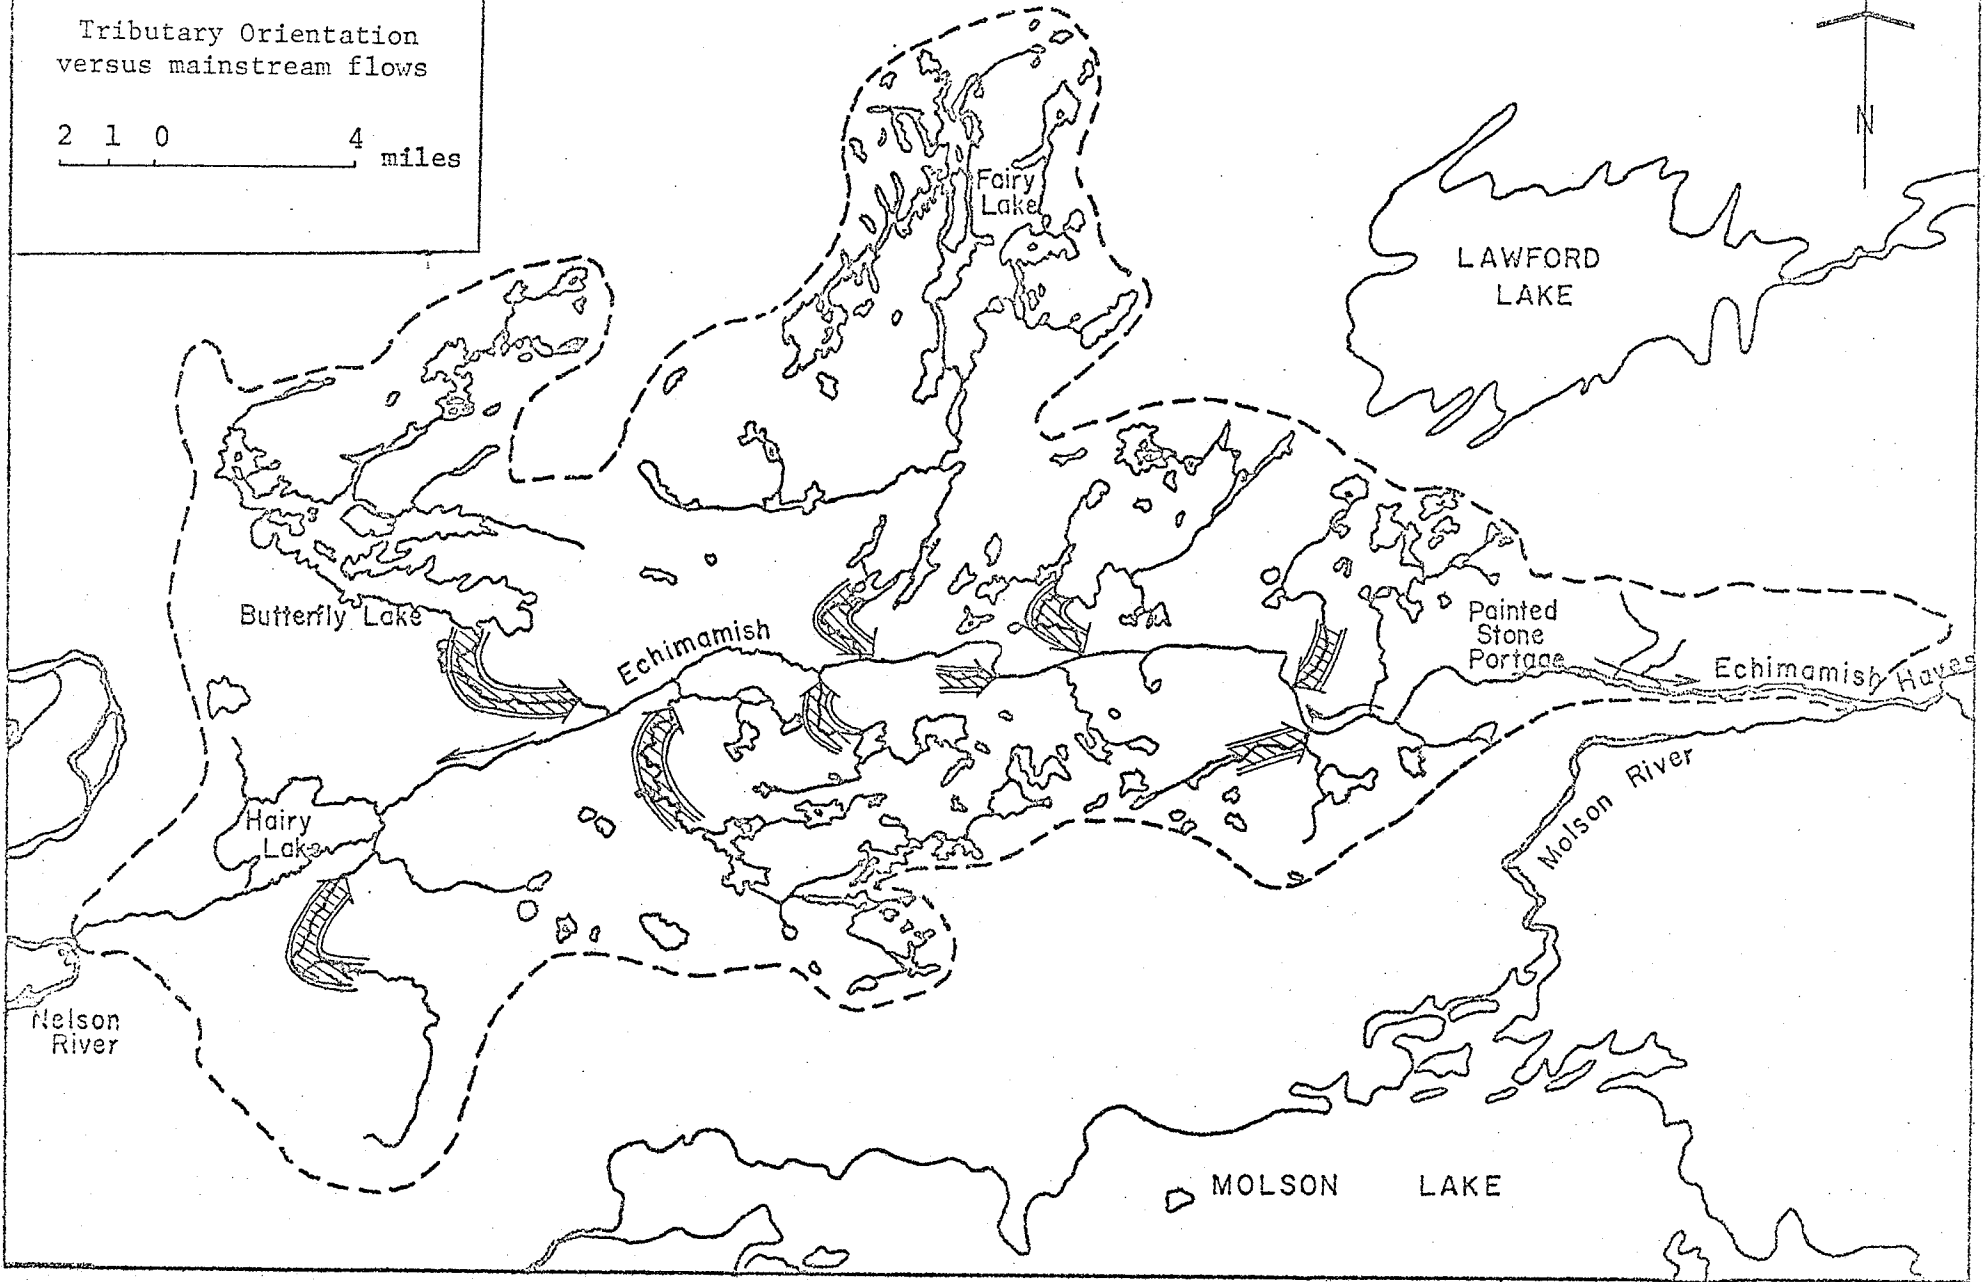 Tributary Orientation
versus mainstream flows
2 1 0 4 miles
N
Fairy
Lake
LAWFORD
LAKE
Butterfly Lake
Echimamish
Painted
Stone
Portage
Echimamish Hayes
Molson River
Hairy
Lake
Nelson
River
MOLSON LAKE